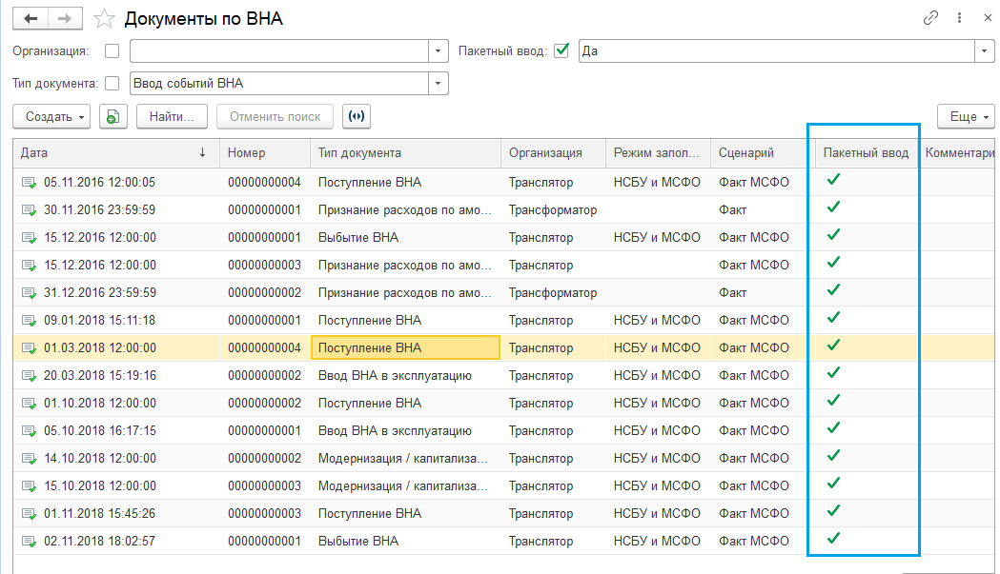 Документы по ВНА
Организация: Пакетный ввод: Да
Тип документа: Ввод событий ВНА
Создать Найти... Отменить поиск Еще
Дата ↓ Номер Тип документа Организация Режим запол... Сценарий Пакетный ввод Комментари
05.11.2016 12:00:05 00000000004 Поступление ВНА Транслятор НСБУ и МСФО Факт МСФО
30.11.2016 23:59:59 00000000001 Признание расходов по амо... Трансформатор Факт
15.12.2016 12:00:00 00000000001 Выбытие ВНА Транслятор НСБУ и МСФО Факт МСФО
15.12.2016 12:00:00 00000000003 Признание расходов по амо... Транслятор Факт МСФО
31.12.2016 23:59:59 00000000002 Признание расходов по амо... Трансформатор Факт
09.01.2018 15:11:18 00000000001 Поступление ВНА Транслятор НСБУ и МСФО Факт МСФО
01.03.2018 12:00:00 00000000004 Поступление ВНА Транслятор НСБУ и МСФО Факт МСФО
20.03.2018 15:19:16 00000000002 Ввод ВНА в эксплуатацию Транслятор НСБУ и МСФО Факт МСФО
01.10.2018 12:00:00 00000000002 Поступление ВНА Транслятор НСБУ и МСФО Факт МСФО
05.10.2018 16:17:15 00000000001 Ввод ВНА в эксплуатацию Транслятор НСБУ и МСФО Факт МСФО
14.10.2018 12:00:00 00000000002 Модернизация / капитализа... Транслятор НСБУ и МСФО Факт МСФО
15.10.2018 12:00:00 00000000003 Модернизация / капитализа... Транслятор НСБУ и МСФО Факт МСФО
01.11.2018 15:45:26 00000000003 Поступление ВНА Транслятор НСБУ и МСФО Факт МСФО
02.11.2018 18:02:57 00000000001 Выбытие ВНА Транслятор НСБУ и МСФО Факт МСФО